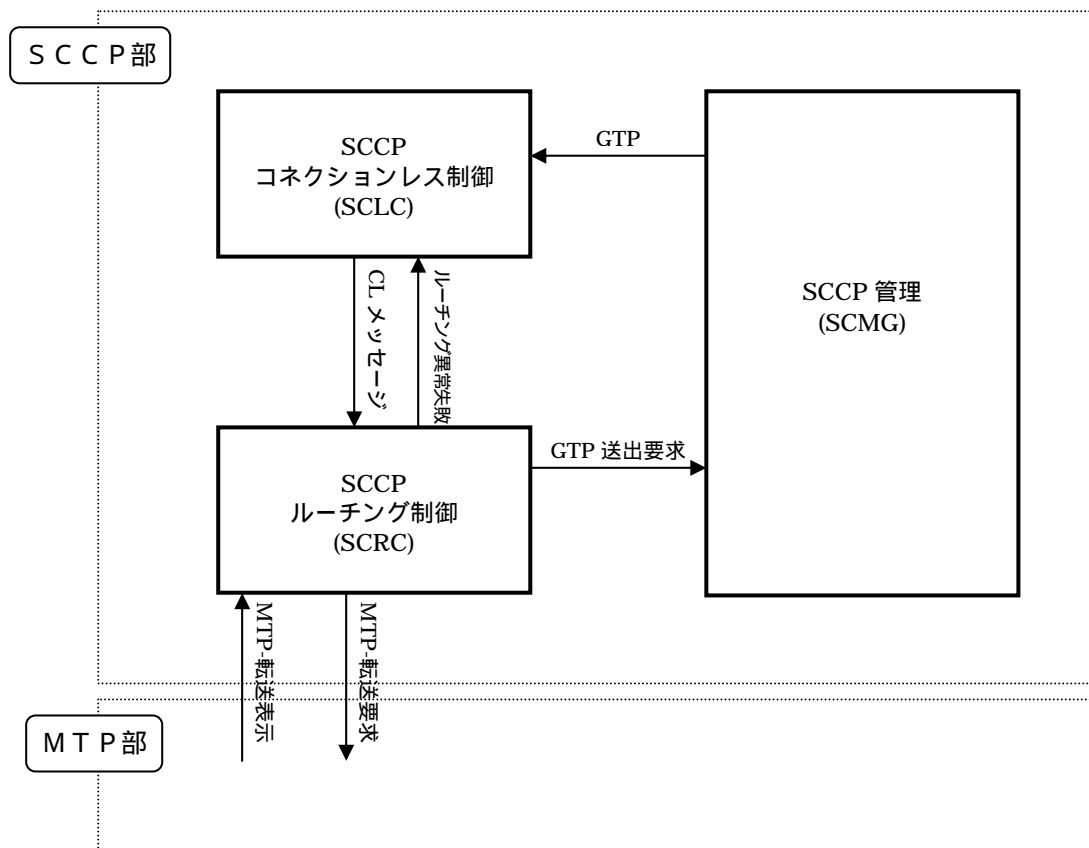 ＳＣＣＰ部
SCCP
コネクションレス制御
(SCLC)
GTP
SCCP 管理
(SCMG)
CL メッセージ
ルーチング異常失敗
SCCP
ルーチング制御
(SCRC)
GTP 送出要求
MTP-転送表示
MTP-転送要求
ＭＴＰ部